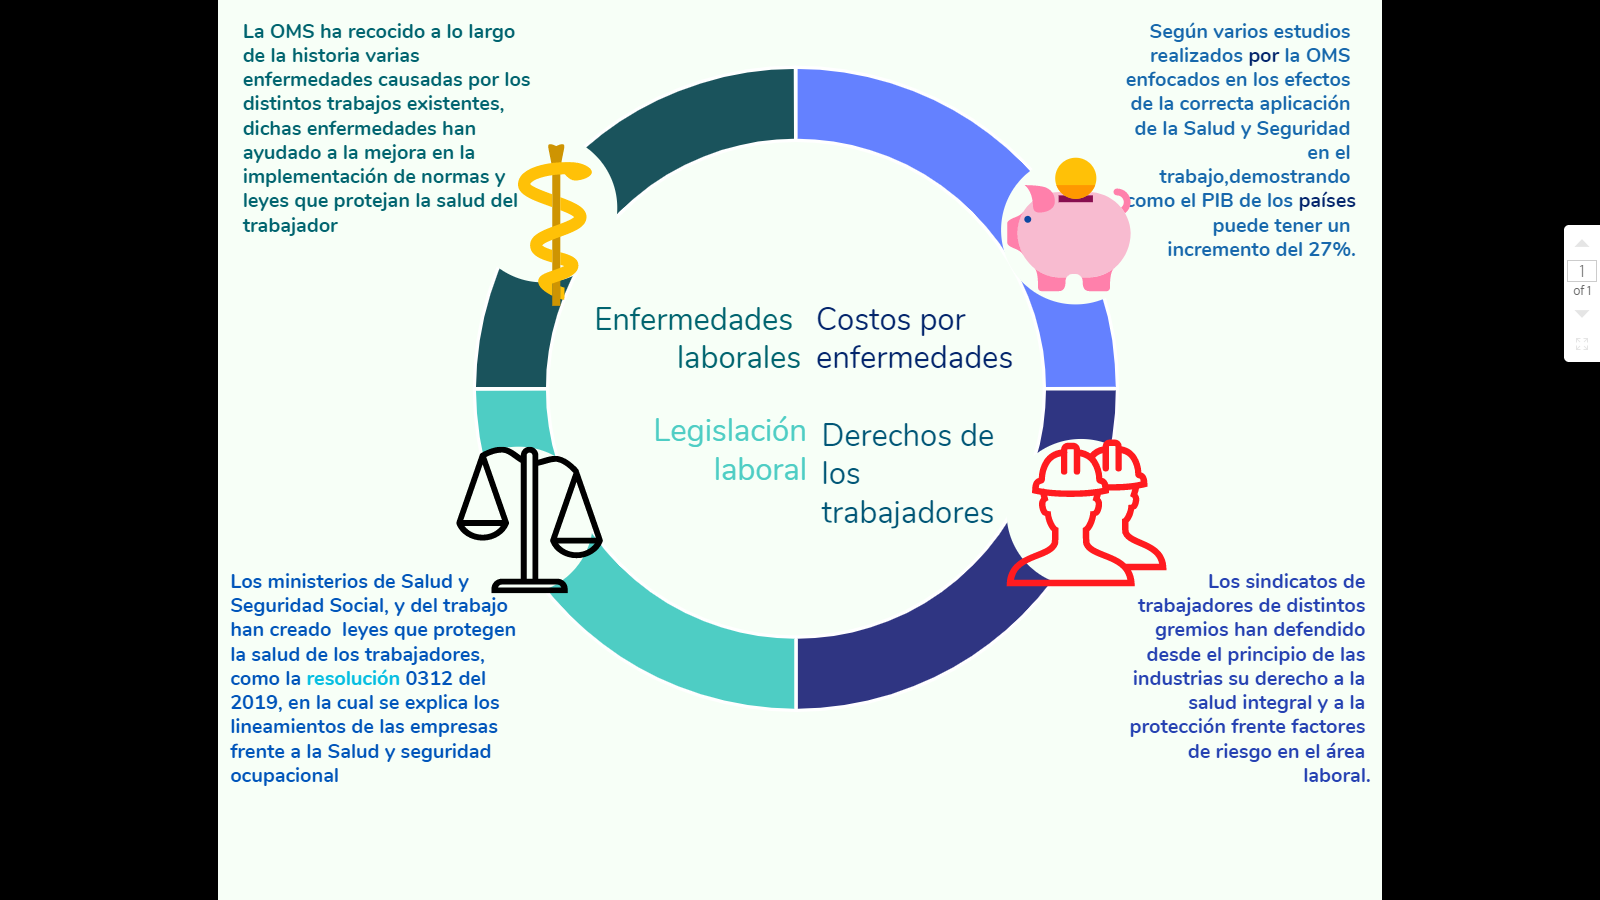 La OMS ha recocido a lo largo
de la historia varias
enfermedades causadas por los
distintos trabajos existentes,
dichas enfermedades han
ayudado a la mejora en la
implementación de normas y
leyes que protejan la salud del
trabajador
Según varios estudios
realizados por la OMS
enfocados en los efectos
de la correcta aplicación
de la Salud y Seguridad
en el
trabajo,demostrando
como el PIB de los países
puede tener un
incremento del 27%.
Enfermedades
laborales
Costos por
enfermedades
Legislación
laboral
Derechos de
los
trabajadores
Los ministerios de Salud y
Seguridad Social, y del trabajo
han creado  leyes que protegen
la salud de los trabajadores,
como la resolución 0312 del
2019, en la cual se explica los
lineamientos de las empresas
frente a la Salud y seguridad
ocupacional
Los sindicatos de
trabajadores de distintos
gremios han defendido
desde el principio de las
industrias su derecho a la
salud integral y a la
protección frente factores
de riesgo en el área
laboral.
1
of 1